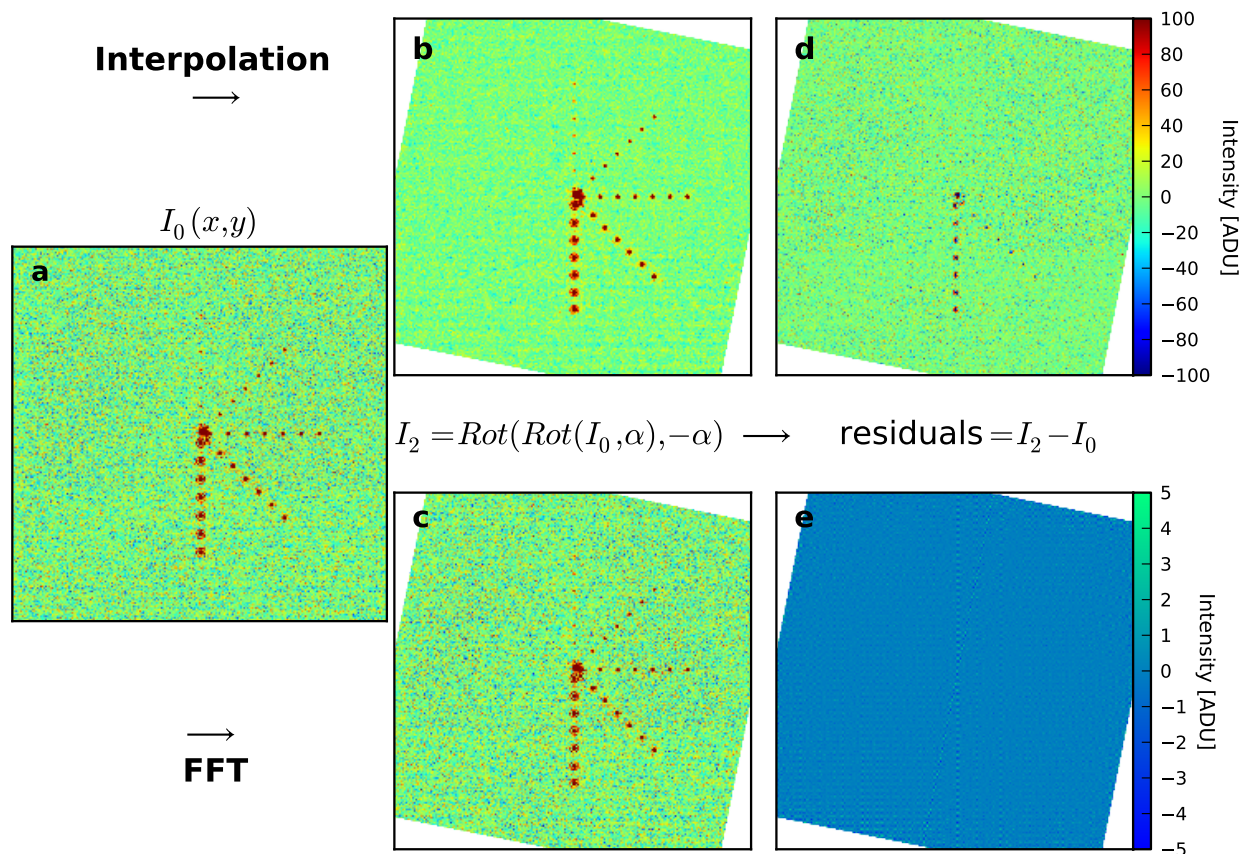 Interpolation
→
I₀(x,y)
a
b
d
100
80
60
40
20
0
−20
−40
−60
−80
−100
Intensity [ADU]
I₂ =Rot(Rot(I₀,α),−α) → residuals =I₂−I₀
c
e
5
4
3
2
1
0
−1
−2
−3
−4
−5
Intensity [ADU]
→
FFT